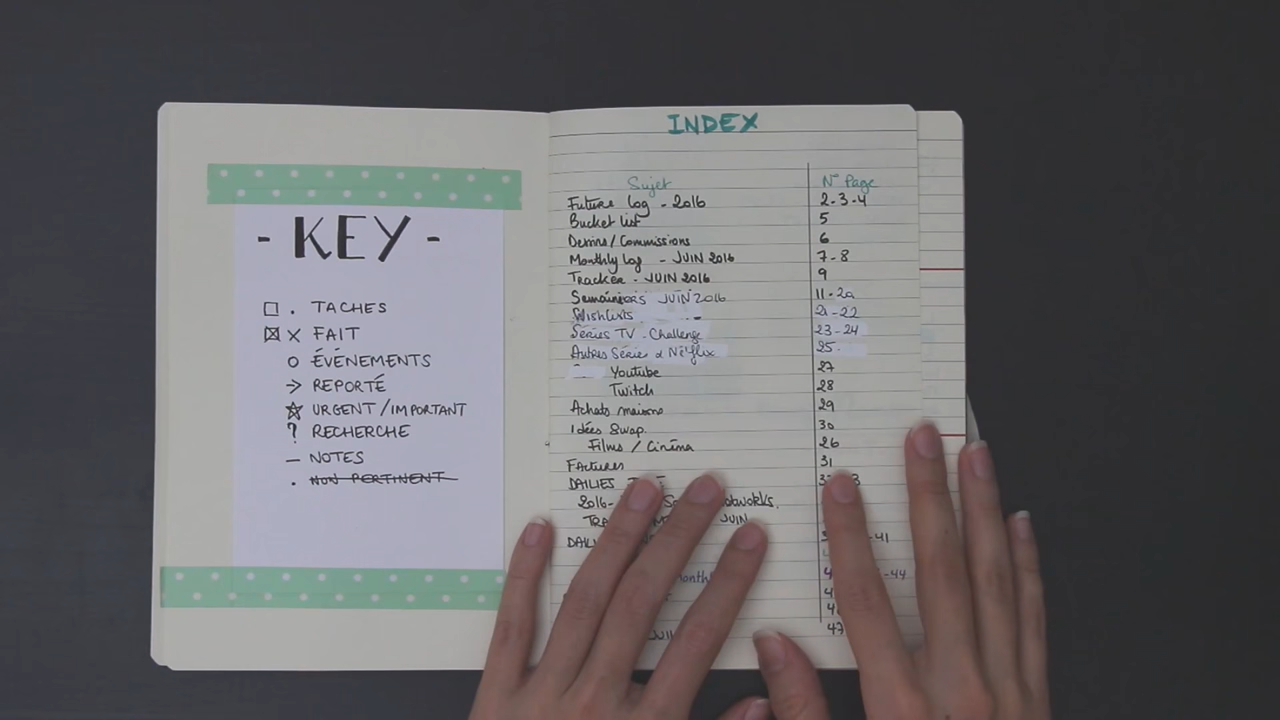 - KEY -
□ . TACHES
☒ × FAIT
○ ÉVÉNEMENTS
→ REPORTÉ
☆ URGENT / IMPORTANT
? RECHERCHE
– NOTES
. NON PERTINENT
INDEX
Sujet N° Page
Future log - 2016 2-3-4
Bucket list 5
Dessins / Commissions 6
Monthly log - JUIN 2016 7-8
Tracker - JUIN 2016 9
Semainiers JUIN 2016 11-20
Wishlists 21-22
Séries TV - Challenge 23-24
Autres Séries Netflix 25
Youtube 27
Twitch 28
Achats maison 29
Idées Swap. 30
Films / Cinéma 26
Factures 31
DAILIES
2016-
JUIN
-41
-44
47